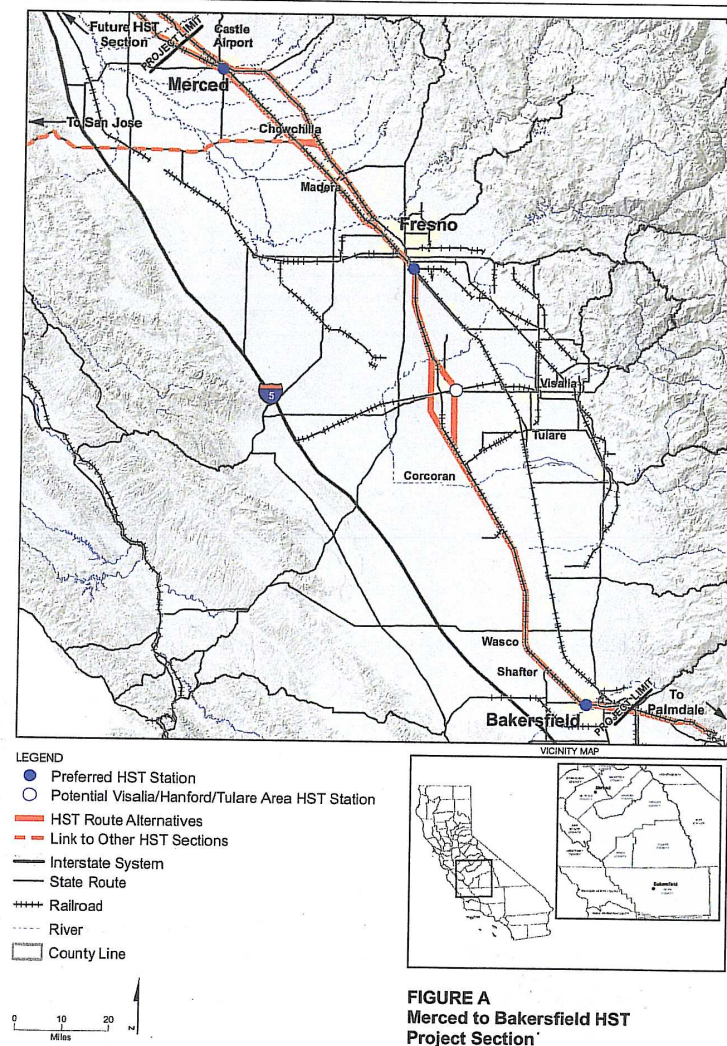 Future HST
Section
PROJECT LIMIT
Castle
Airport
Merced
To San Jose
Chowchilla
Madera
Fresno
5
Visalia
Tulare
Corcoran
Wasco
Shafter
Bakersfield
PROJECT LIMIT
To
Palmdale
LEGEND
Preferred HST Station
Potential Visalia/Hanford/Tulare Area HST Station
HST Route Alternatives
Link to Other HST Sections
Interstate System
State Route
Railroad
River
County Line
0 10 20
Miles
N
VICINITY MAP
Merced
Bakersfield
FIGURE A
Merced to Bakersfield HST
Project Section